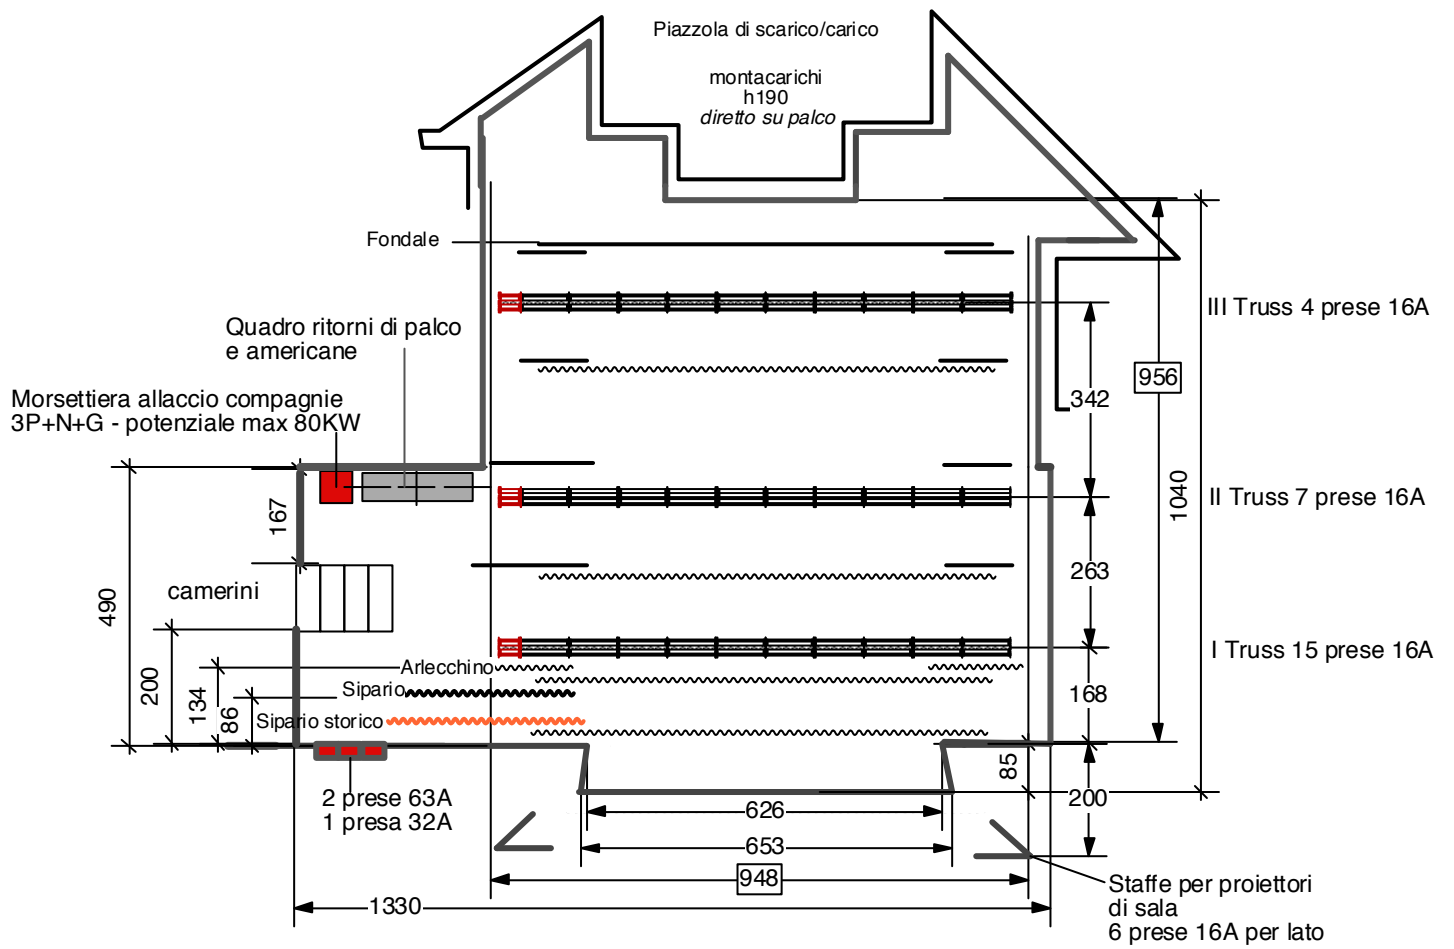 Piazzola di scarico/carico
montacarichi
h190
diretto su palco
Fondale
III Truss 4 prese 16A
Quadro ritorni di palco
e americane
956
342
Morsettiera allaccio compagnie
3P+N+G - potenziale max 80KW
1040
II Truss 7 prese 16A
167
263
camerini
490
I Truss 15 prese 16A
Arlecchino
200
134
86
Sipario
168
Sipario storico
85
2 prese 63A
1 presa 32A
200
626
653
948
1330
Staffe per proiettori
di sala
6 prese 16A per lato